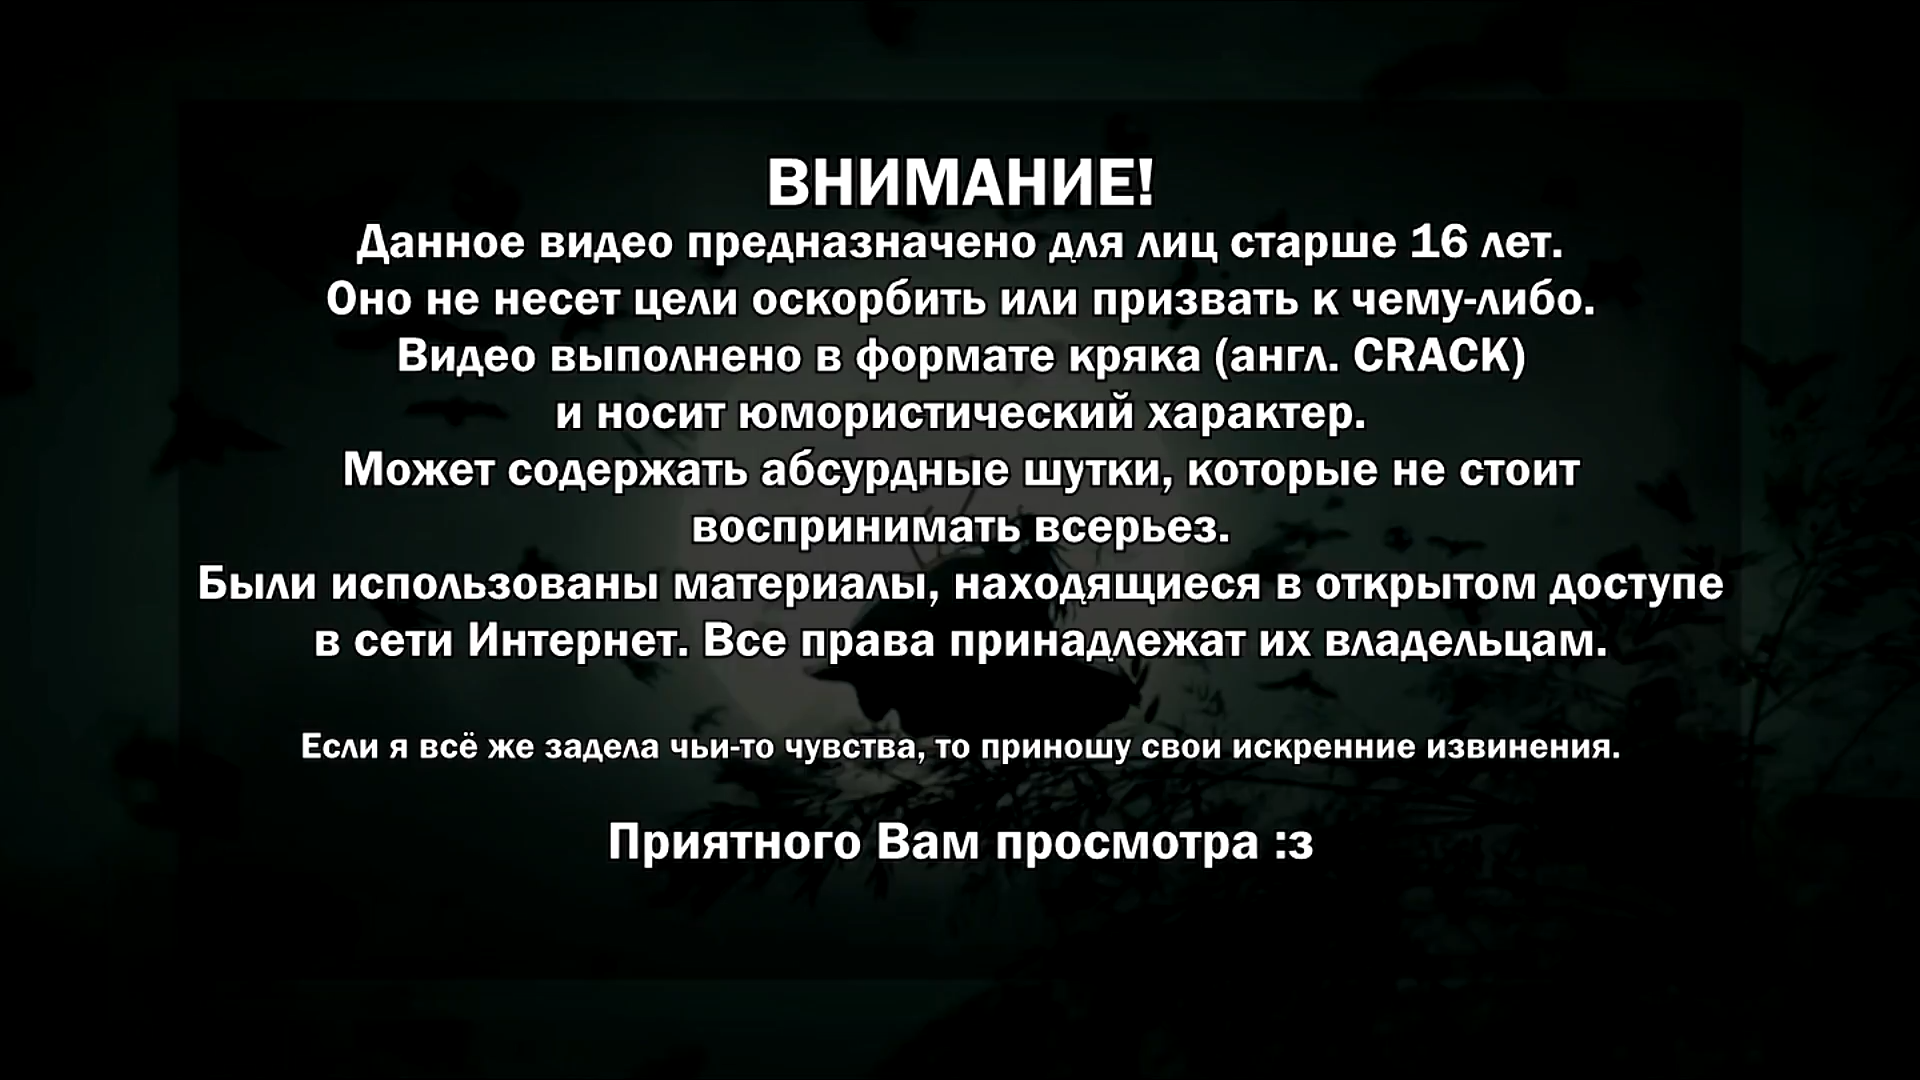 ВНИМАНИЕ!
Данное видео предназначено для лиц старше 16 лет.
Оно не несет цели оскорбить или призвать к чему-либо.
Видео выполнено в формате кряка (англ. CRACK)
и носит юмористический характер.
Может содержать абсурдные шутки, которые не стоит
воспринимать всерьез.
Были использованы материалы, находящиеся в открытом доступе
в сети Интернет. Все права принадлежат их владельцам.
Если я всё же задела чьи-то чувства, то приношу свои искренние извинения.
Приятного Вам просмотра :з